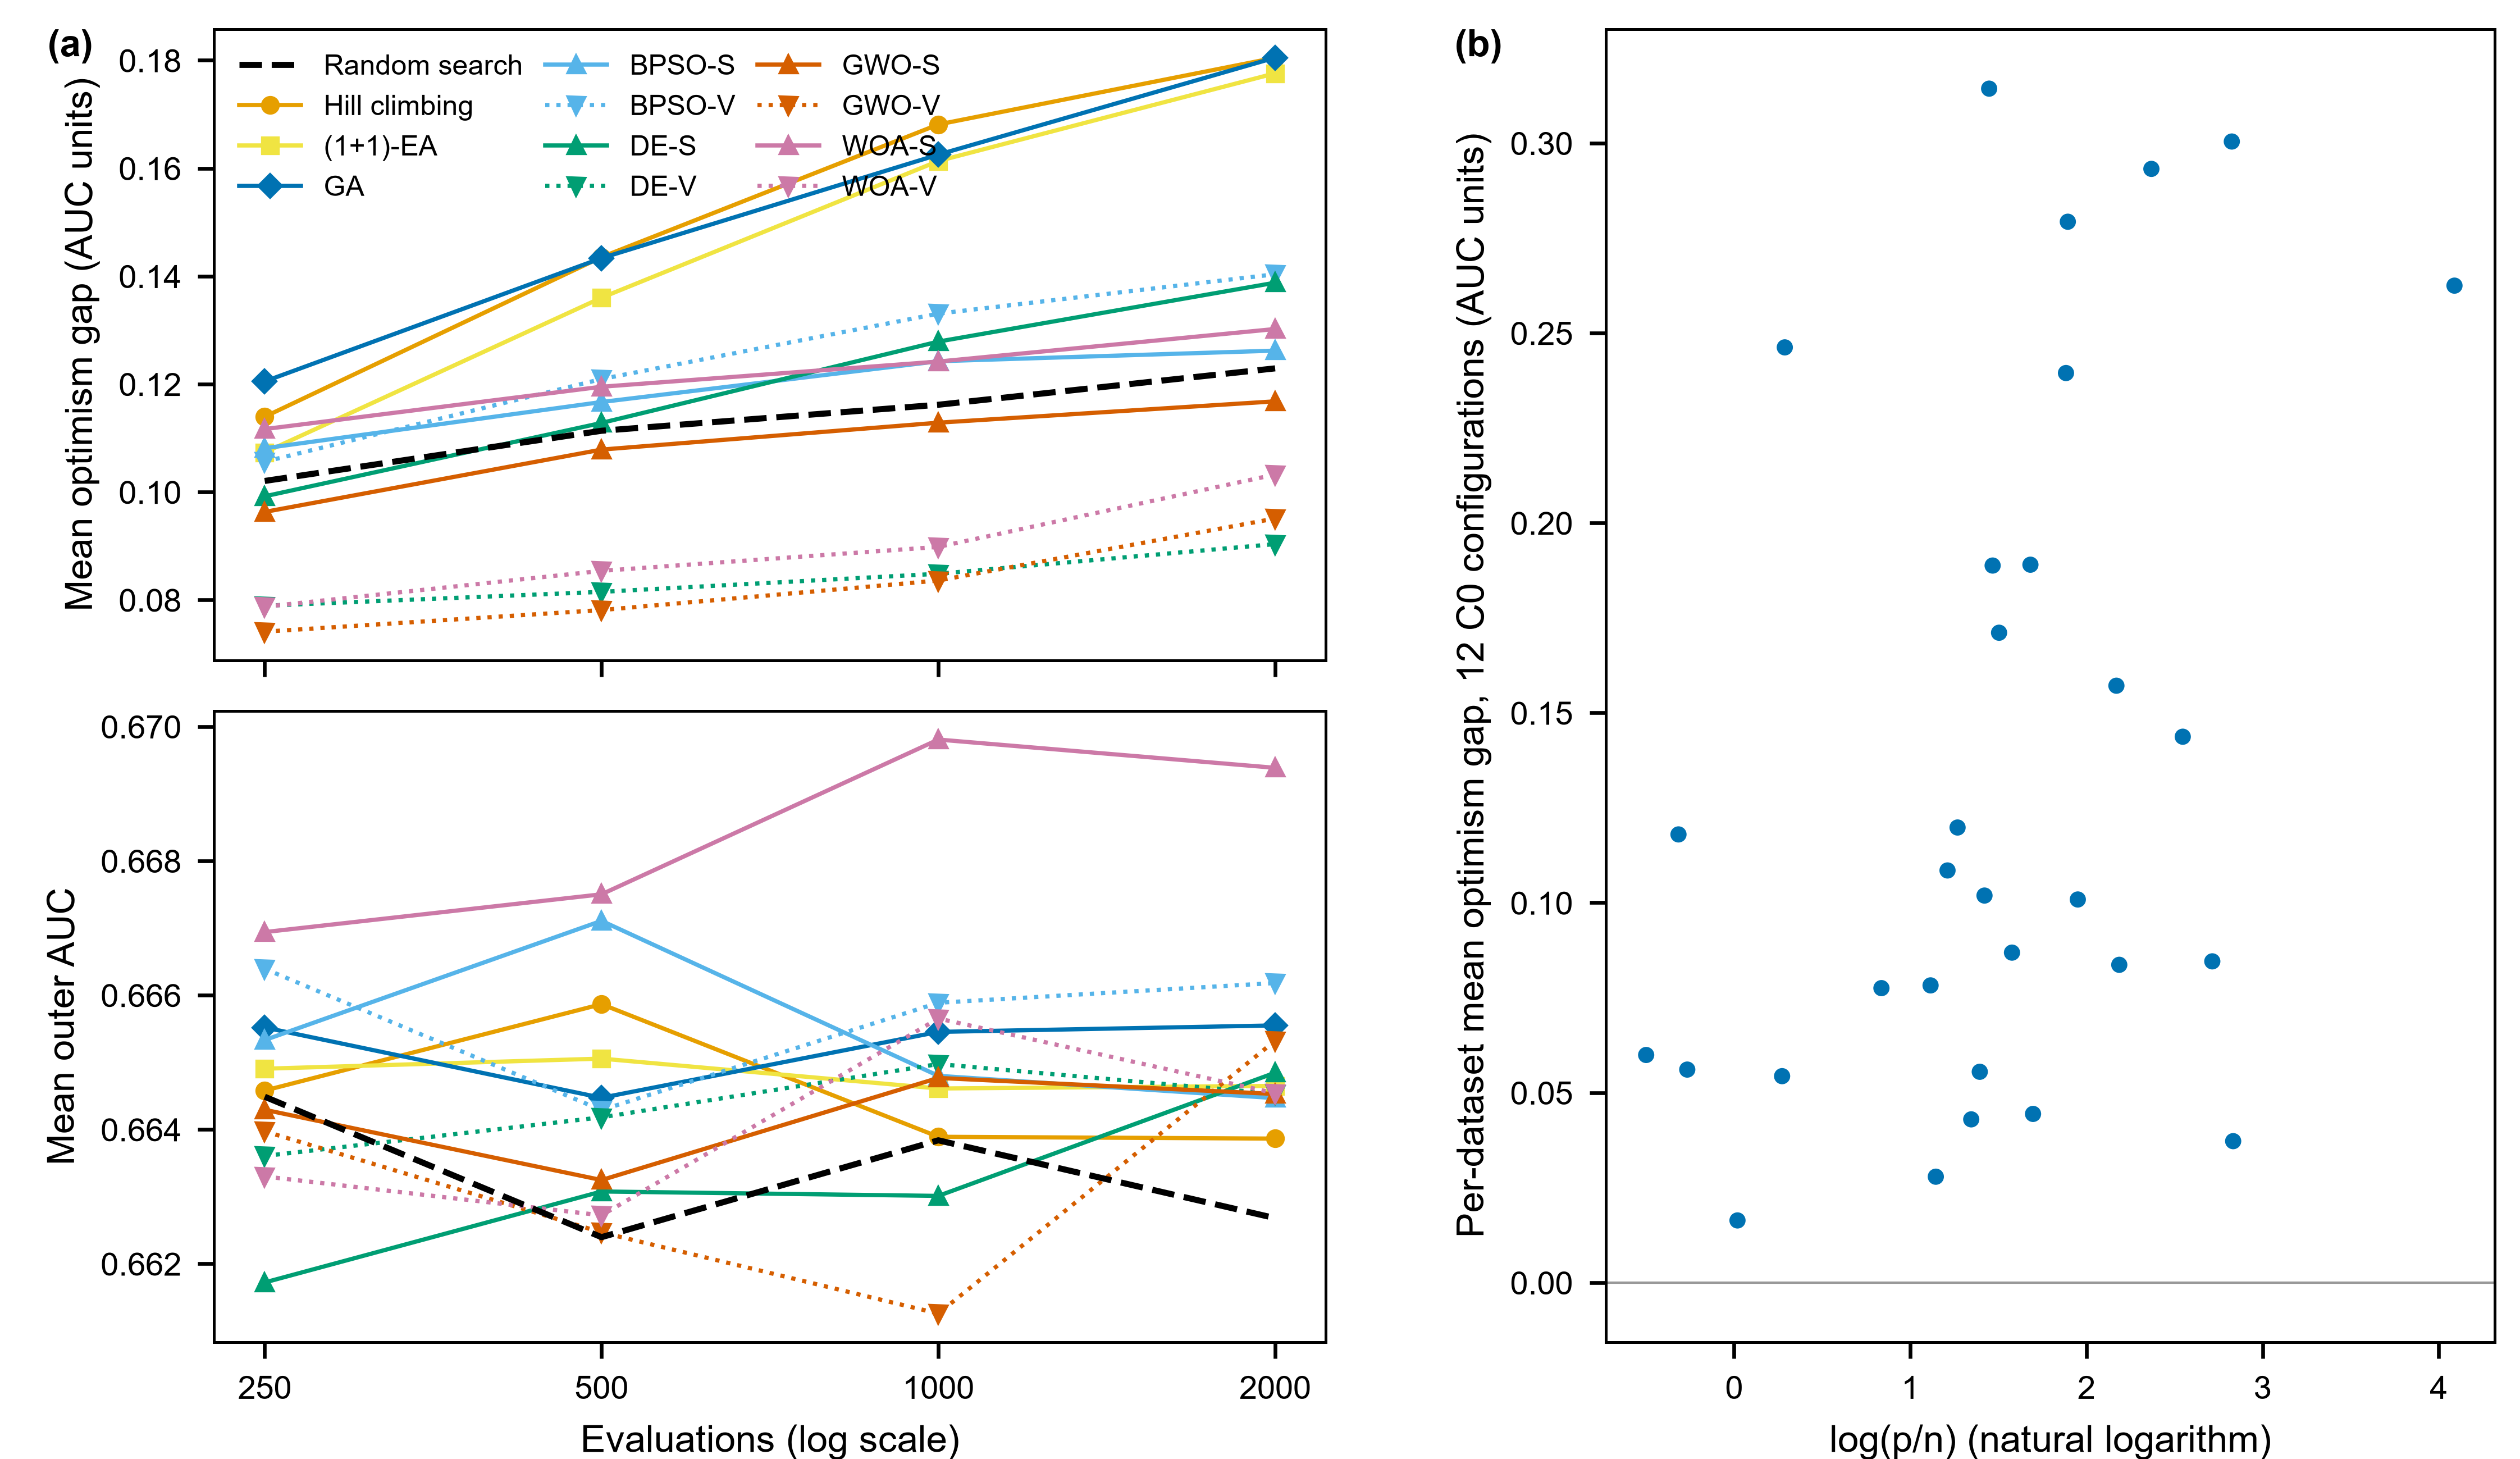 (a)
Mean optimism gap (AUC units)
0.18
0.16
0.14
0.12
0.10
0.08
Random search
Hill climbing
(1+1)-EA
GA
BPSO-S
BPSO-V
DE-S
DE-V
GWO-S
GWO-V
WOA-S
WOA-V
Mean outer AUC
0.670
0.668
0.666
0.664
0.662
250
500
1000
2000
Evaluations (log scale)
(b)
Per-dataset mean optimism gap, 12 C0 configurations (AUC units)
0.30
0.25
0.20
0.15
0.10
0.05
0.00
0
1
2
3
4
log(p/n) (natural logarithm)